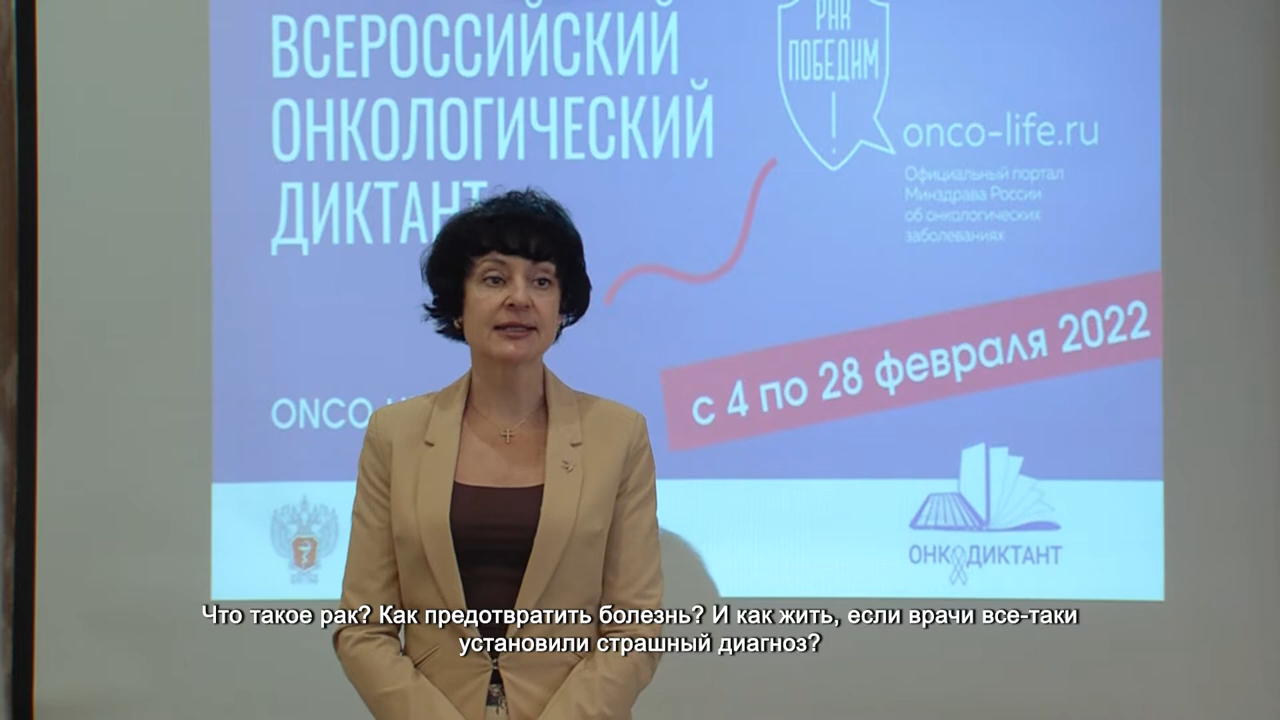 ВСЕРОССИЙСКИЙ
ОНКОЛОГИЧЕСКИЙ
ДИКТАНТ
РАК
ПОБЕДИМ
!
onco-life.ru
Официальный портал
Минздрава России
об онкологических
заболеваниях
с 4 по 28 февраля 2022
ОНКОДИКТАНТ
Что такое рак? Как предотвратить болезнь? И как жить, если врачи все-таки
установили страшный диагноз?